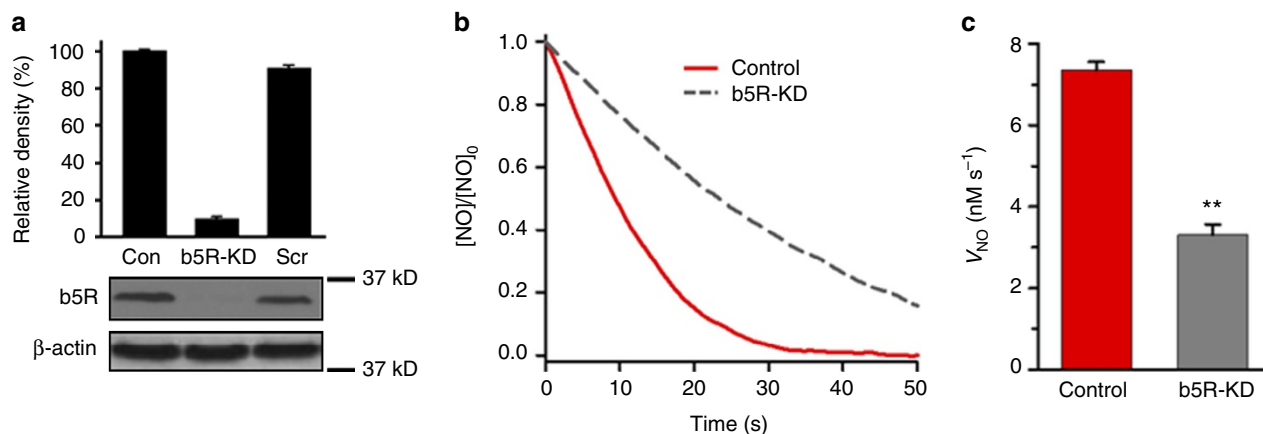 a
Relative density (%)
100
80
60
40
20
0
Con b5R-KD Scr
b5R
37 kD
β-actin
37 kD
b
[NO]/[NO]₀
1.0
0.8
0.6
0.4
0.2
0.0
Control
b5R-KD
0 10 20 30 40 50
Time (s)
c
V_NO (nM s⁻¹)
8
6
4
2
0
**
Control b5R-KD